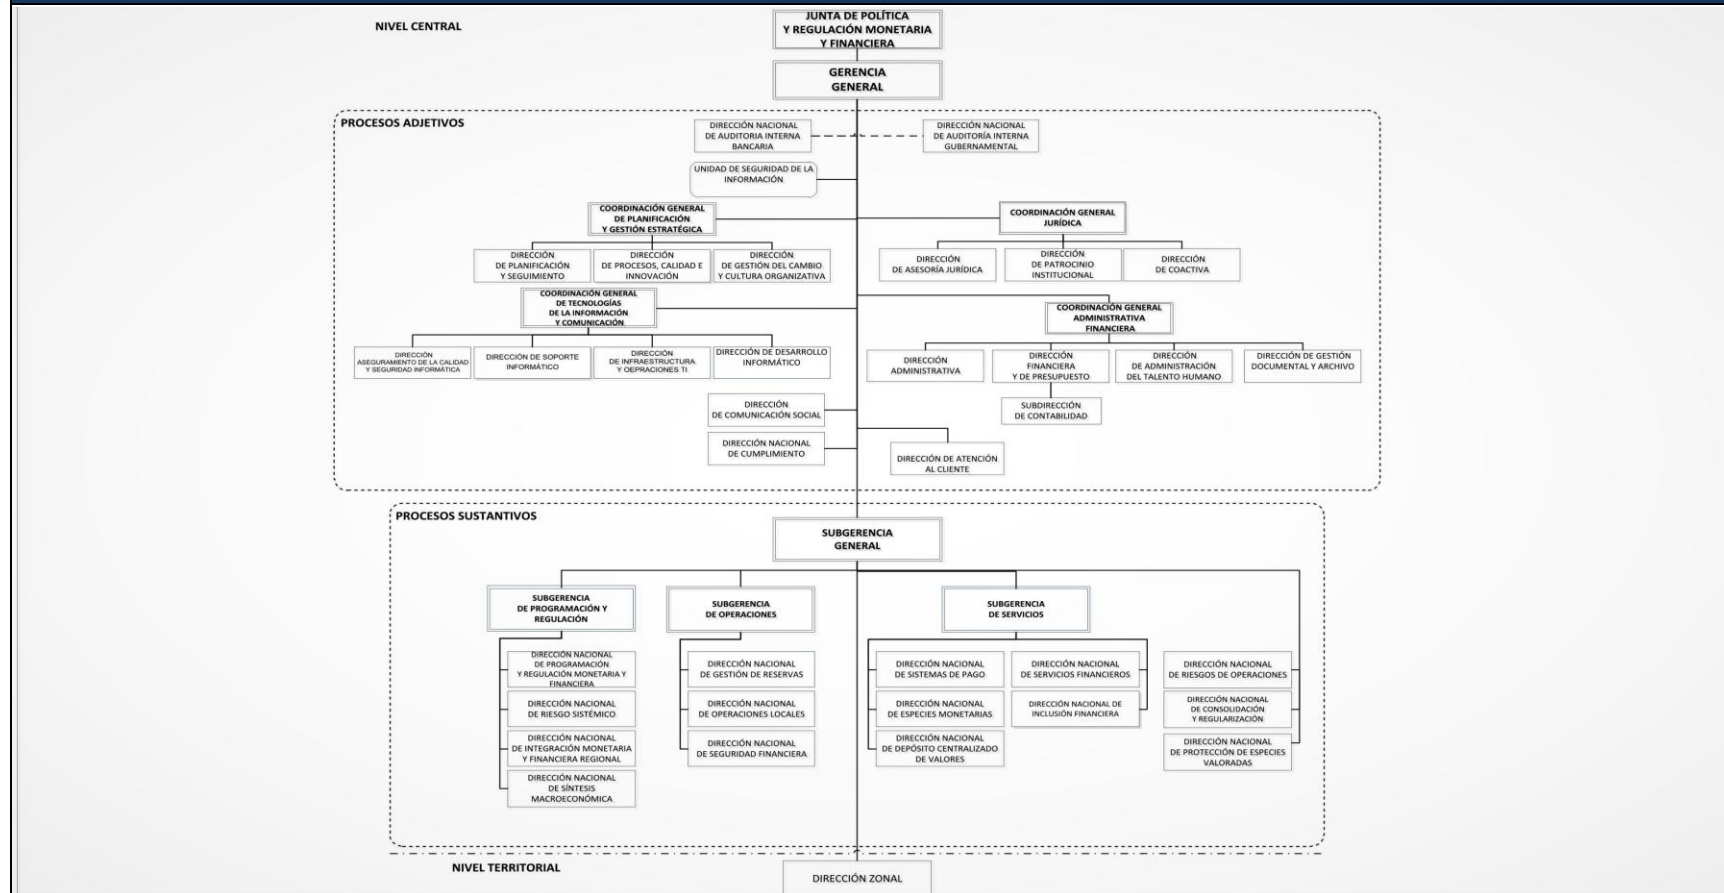 NIVEL CENTRAL
JUNTA DE POLÍTICA
Y REGULACIÓN MONETARIA
Y FINANCIERA
GERENCIA
GENERAL
PROCESOS ADJETIVOS
DIRECCIÓN NACIONAL
DE AUDITORIA INTERNA
BANCARIA
DIRECCIÓN NACIONAL
DE AUDITORÍA INTERNA
GUBERNAMENTAL
UNIDAD DE SEGURIDAD DE LA
INFORMACIÓN
COORDINACIÓN GENERAL
DE PLANIFICACIÓN
Y GESTIÓN ESTRATÉGICA
COORDINACIÓN GENERAL
JURÍDICA
DIRECCIÓN
DE PLANIFICACIÓN
Y SEGUIMIENTO
DIRECCIÓN
DE PROCESOS, CALIDAD E
INNOVACIÓN
DIRECCIÓN
DE GESTIÓN DEL CAMBIO
Y CULTURA ORGANIZATIVA
DIRECCIÓN
DE ASESORÍA JURÍDICA
DIRECCIÓN
DE PATROCINIO
INSTITUCIONAL
DIRECCIÓN
DE COACTIVA
COORDINACIÓN GENERAL
DE TECNOLOGÍAS
DE LA INFORMACIÓN
Y COMUNICACIÓN
COORDINACIÓN GENERAL
ADMINISTRATIVA
FINANCIERA
DIRECCIÓN
ASEGURAMIENTO DE LA CALIDAD
Y SEGURIDAD INFORMÁTICA
DIRECCIÓN DE SOPORTE
INFORMÁTICO
DIRECCIÓN
DE INFRAESTRUCTURA
Y OEPRACIONES TI
DIRECCIÓN DE DESARROLLO
INFORMÁTICO
DIRECCIÓN
ADMINISTRATIVA
DIRECCIÓN
FINANCIERA
Y DE PRESUPUESTO
DIRECCIÓN
DE ADMINISTRACIÓN
DEL TALENTO HUMANO
DIRECCIÓN DE GESTIÓN
DOCUMENTAL Y ARCHIVO
SUBDIRECCIÓN
DE CONTABILIDAD
DIRECCIÓN
DE COMUNICACIÓN SOCIAL
DIRECCIÓN NACIONAL
DE CUMPLIMIENTO
DIRECCIÓN DE ATENCIÓN
AL CLIENTE
PROCESOS SUSTANTIVOS
SUBGERENCIA
GENERAL
SUBGERENCIA
DE PROGRAMACIÓN Y
REGULACIÓN
SUBGERENCIA
DE OPERACIONES
SUBGERENCIA
DE SERVICIOS
DIRECCIÓN NACIONAL
DE PROGRAMACIÓN
Y REGULACIÓN MONETARIA Y
FINANCIERA
DIRECCIÓN NACIONAL
DE RIESGO SISTÉMICO
DIRECCIÓN NACIONAL
DE INTEGRACIÓN MONETARIA
Y FINANCIERA REGIONAL
DIRECCIÓN NACIONAL
DE SÍNTESIS
MACROECONÓMICA
DIRECCIÓN NACIONAL
DE GESTIÓN DE RESERVAS
DIRECCIÓN NACIONAL
DE OPERACIONES LOCALES
DIRECCIÓN NACIONAL
DE SEGURIDAD FINANCIERA
DIRECCIÓN NACIONAL
DE SISTEMAS DE PAGO
DIRECCIÓN NACIONAL
DE ESPECIES MONETARIAS
DIRECCIÓN NACIONAL
DE DEPÓSITO CENTRALIZADO
DE VALORES
DIRECCIÓN NACIONAL
DE SERVICIOS FINANCIEROS
DIRECCIÓN NACIONAL DE
INCLUSIÓN FINANCIERA
DIRECCIÓN NACIONAL
DE RIESGOS DE OPERACIONES
DIRECCIÓN NACIONAL
DE CONSOLIDACIÓN
Y REGULARIZACIÓN
DIRECCIÓN NACIONAL
DE PROTECCIÓN DE ESPECIES
VALORADAS
NIVEL TERRITORIAL
DIRECCIÓN ZONAL